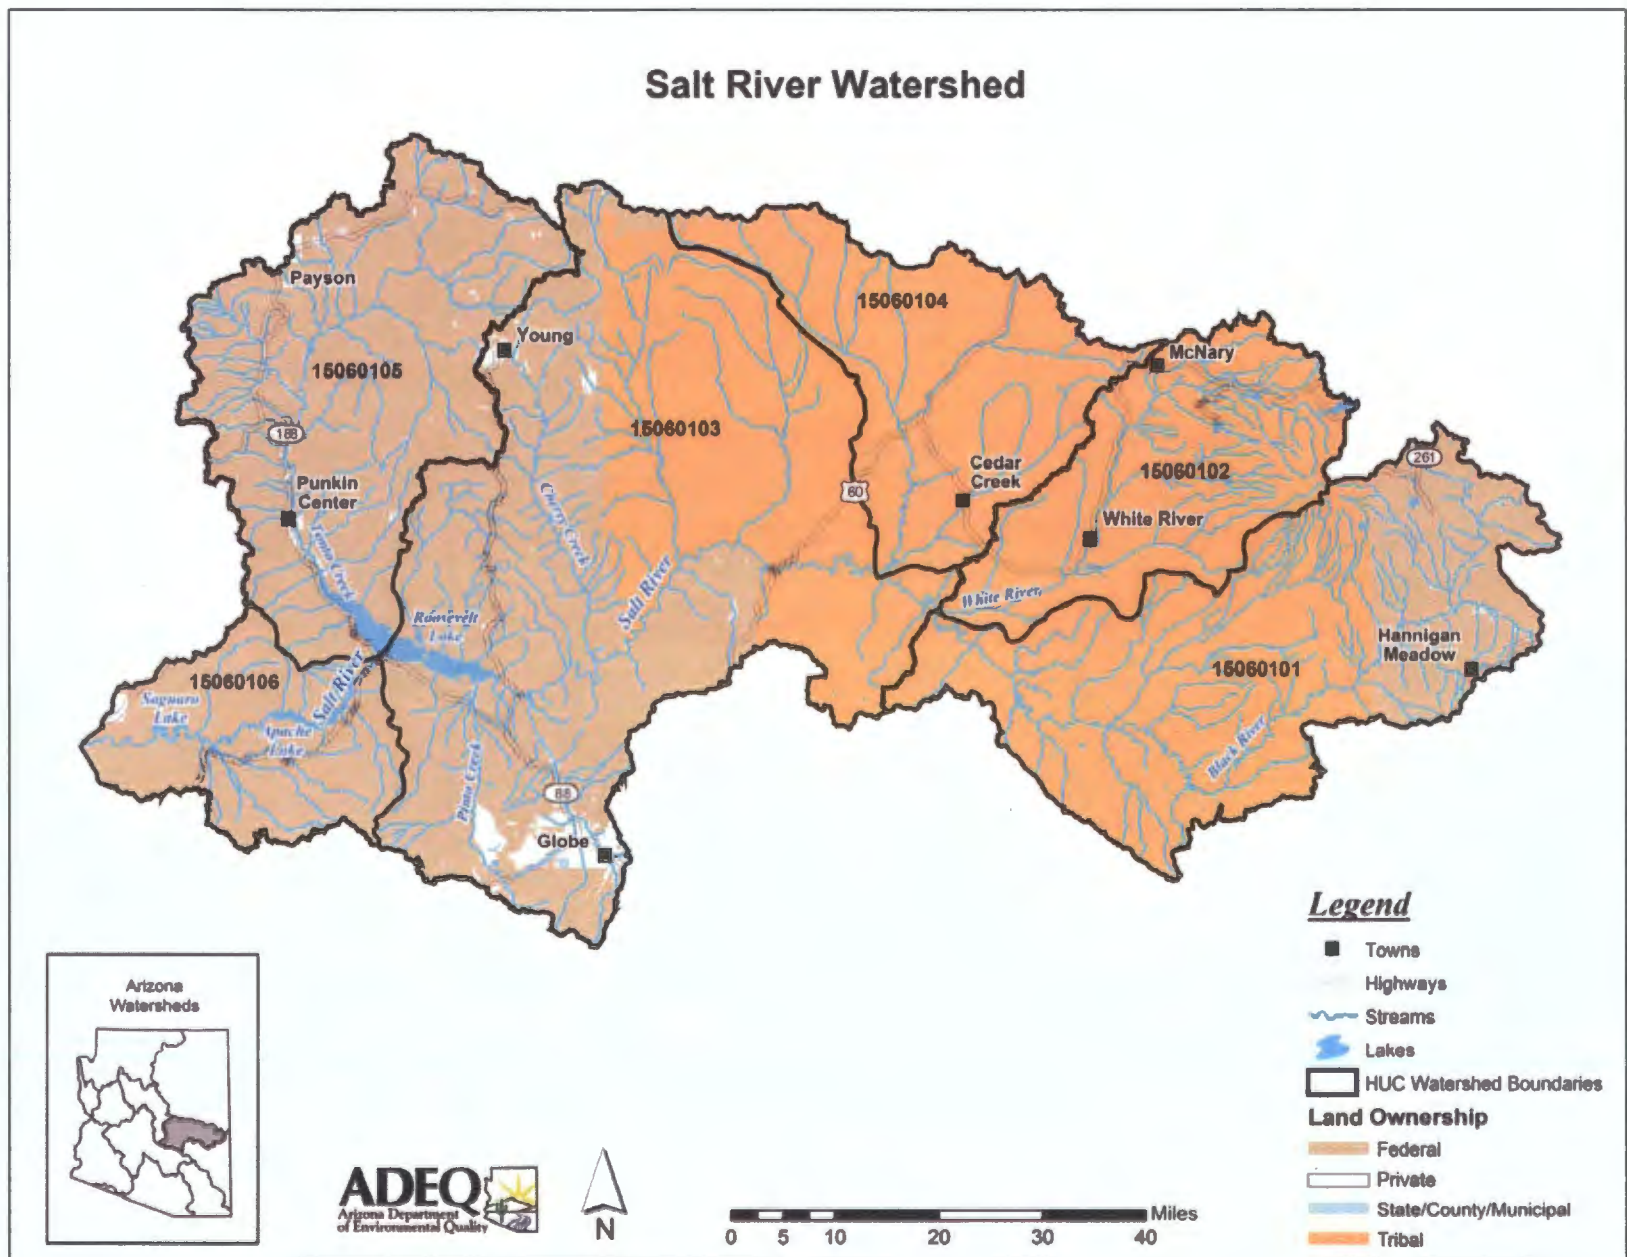 Salt River Watershed
Payson
15060105
188
Punkin
Center
Tonto Creek
Young
15060103
Cherry Creek
Salt River
Roosevelt
Lake
15060104
McNary
60
Cedar
Creek
15060102
White River
White River
261
Hannigan
Meadow
15060101
Black River
15060106
Saguaro
Lake
Apache
Lake
Salt River
Pinto Creek
88
Globe
Legend
Towns
Highways
Streams
Lakes
HUC Watershed Boundaries
Land Ownership
Federal
Private
State/County/Municipal
Tribal
Arizona
Watersheds
ADEQ
Arizona Department
of Environmental Quality
N
Miles
0 5 10 20 30 40